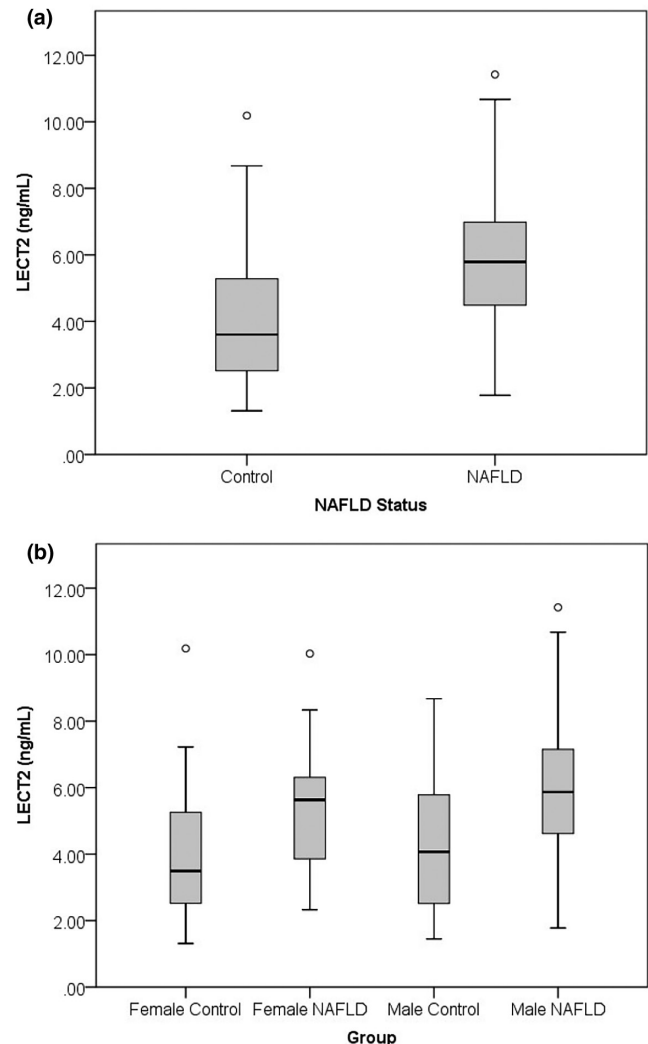 (a)
12.00
10.00
8.00
6.00
4.00
2.00
.00
LECT2 (ng/mL)
Control NAFLD
NAFLD Status
(b)
12.00
10.00
8.00
6.00
4.00
2.00
.00
LECT2 (ng/mL)
Female Control Female NAFLD Male Control Male NAFLD
Group